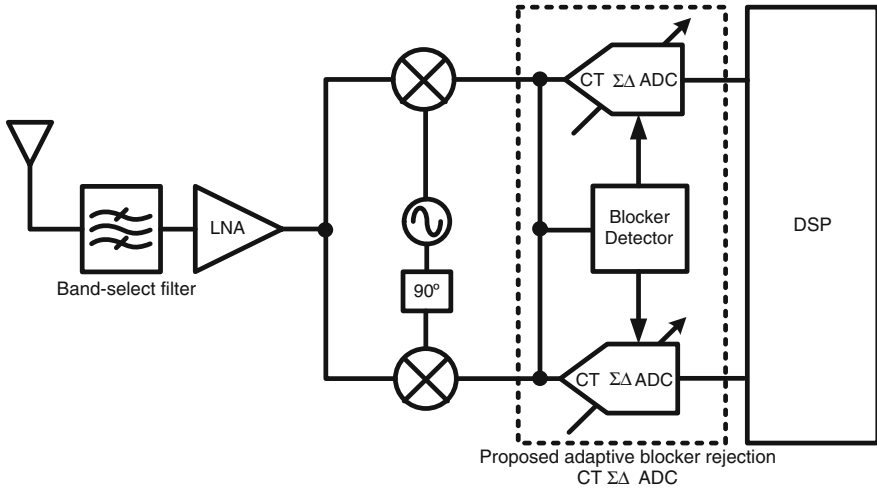 CT ΣΔ ADC
LNA
Blocker
Detector
DSP
Band-select filter
90º
CT ΣΔ ADC
Proposed adaptive blocker rejection
CT ΣΔ ADC